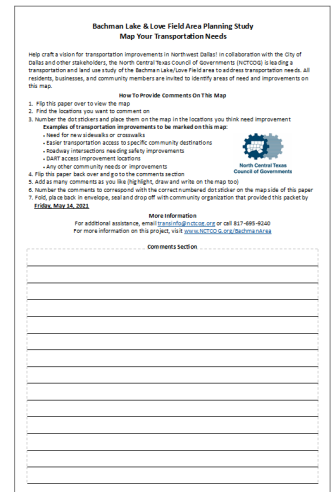 Bachman Lake & Love Field Area Planning Study
Map Your Transportation Needs
Help craft a vision for transportation improvements in Northwest Dallas! In collaboration with the City of
Dallas and other stakeholders, the North Central Texas Council of Governments (NCTCOG) is leading a
transportation and land use study of the Bachman Lake/Love Field area to address transportation needs. All
residents, businesses, and community members are invited to identify areas of need and improvements on
this map.
How To Provide Comments On This Map
1. Flip this paper over to view the map
2. Find the locations you want to comment on
3. Number the dot stickers and place them on the map in the locations you think need improvement
Examples of transportation improvements to be marked on this map:
- Need for new sidewalks or crosswalks
- Easier transportation access to specific community destinations
- Roadway intersections needing safety improvements
- DART access improvement locations
- Any other community needs or improvements
North Central Texas
Council of Governments
4. Flip this paper back over and go to the comments section
5. Add as many comments as you like (highlight, draw and write on the map too)
6. Number the comments to correspond with the correct numbered dot sticker on the map side of this paper
7. Fold, place back in envelope, seal and drop off with community organization that provided this packet by
Friday, May 14, 2021
More Information
For additional assistance, email transinfo@nctcog.org or call 817-695-9240
For more information on this project, visit www.NCTCOG.org/BachmanArea
Comments Section